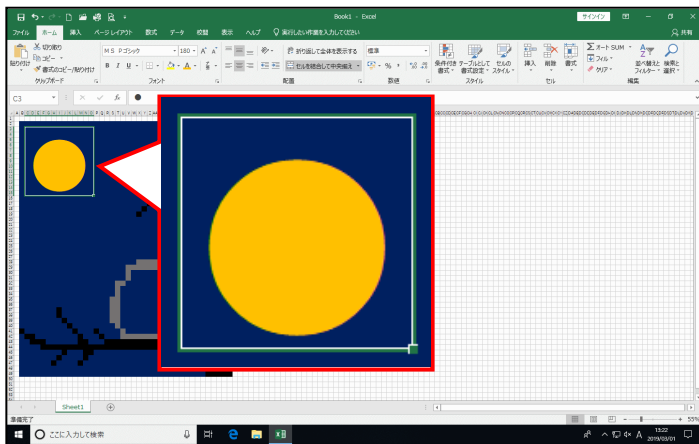 Book1 - Excel
サインイン
ファイル ホーム 挿入 ページ レイアウト 数式 データ 校閲 表示 ヘルプ 実行したい作業を入力してください 共有
貼り付け
切り取り
コピー
書式のコピー/貼り付け
クリップボード
ＭＳ Ｐゴシック 180
B I U
フォント
折り返して全体を表示する
セルを結合して中央揃え
配置
標準
% ,
数値
条件付き書式
テーブルとして書式設定
セルのスタイル
スタイル
挿入 削除 書式
セル
オート SUM
フィル
クリア
並べ替えと フィルター
検索と 選択
編集
C3 fx ●
Sheet1
準備完了
55%
ここに入力して検索
A
13:22
2019/03/01